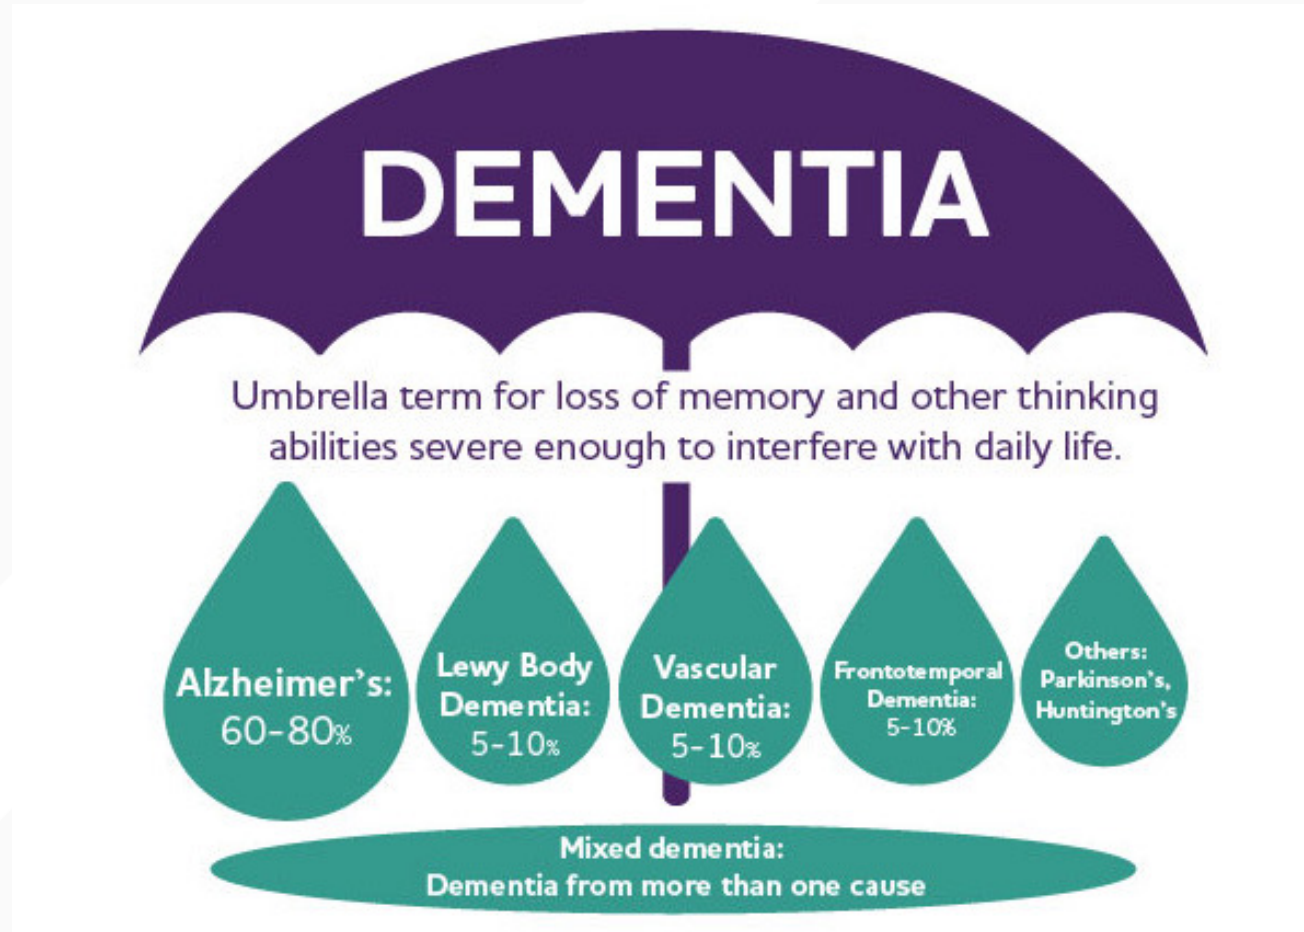 DEMENTIA
Umbrella term for loss of memory and other thinking
abilities severe enough to interfere with daily life.
Alzheimer's:
60-80%
Lewy Body
Dementia:
5-10%
Vascular
Dementia:
5-10%
Frontotemporal
Dementia:
5-10%
Others:
Parkinson's,
Huntington's
Mixed dementia:
Dementia from more than one cause